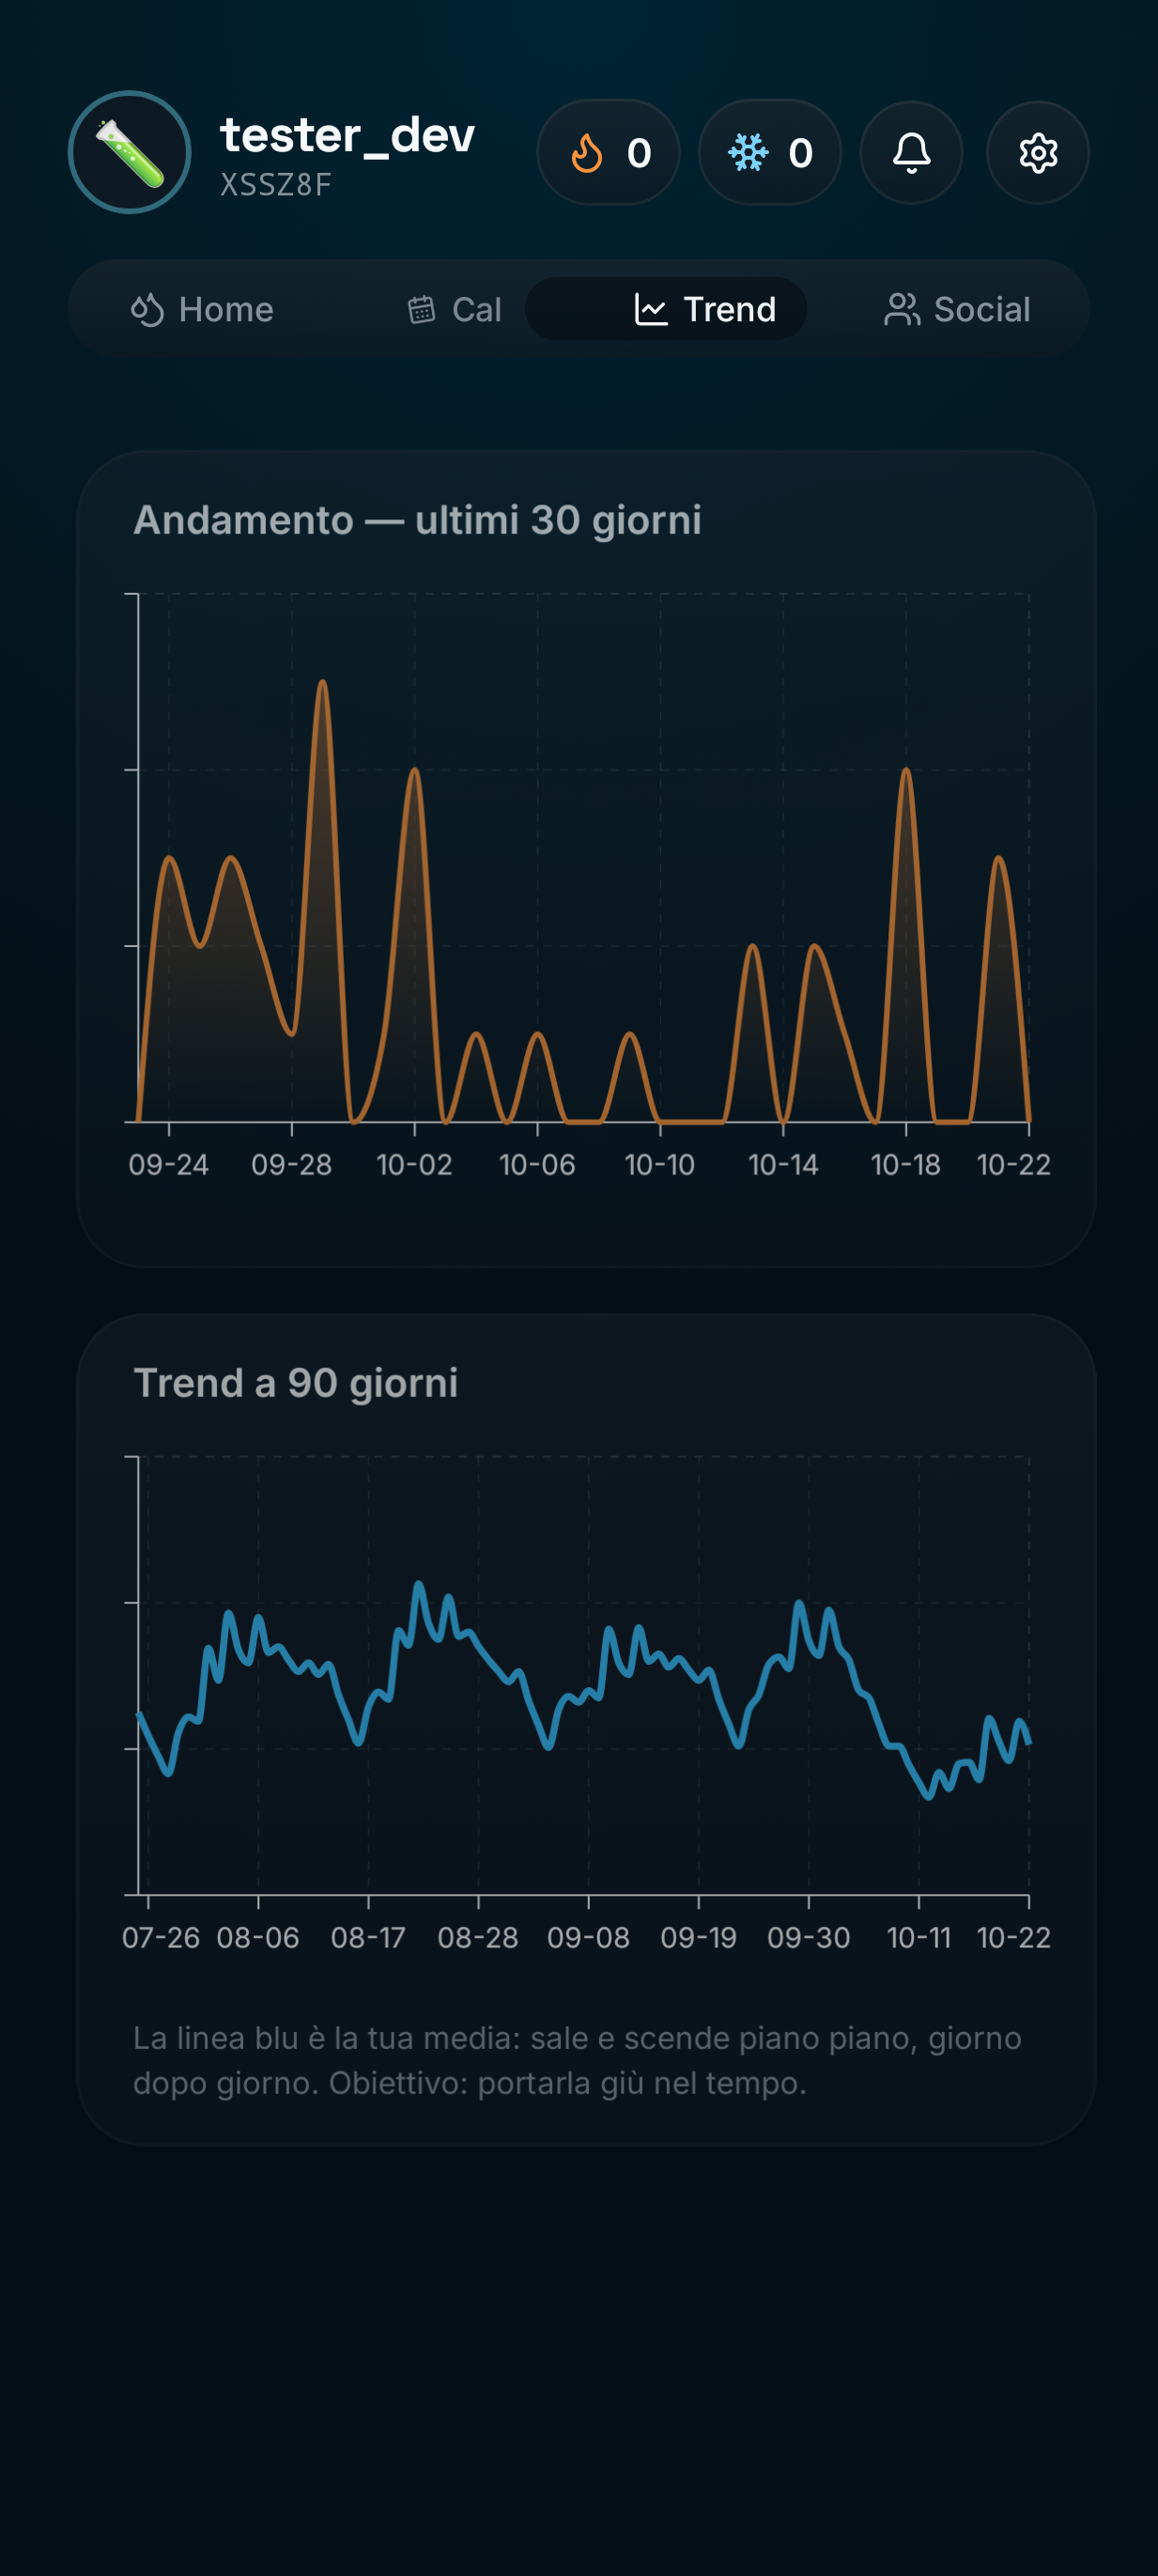 tester_dev
XSSZ8F
0
0
Home
Cal
Trend
Social
Andamento — ultimi 30 giorni
09-24 09-28 10-02 10-06 10-10 10-14 10-18 10-22
Trend a 90 giorni
07-26 08-06 08-17 08-28 09-08 09-19 09-30 10-11 10-22
La linea blu è la tua media: sale e scende piano piano, giorno
dopo giorno. Obiettivo: portarla giù nel tempo.